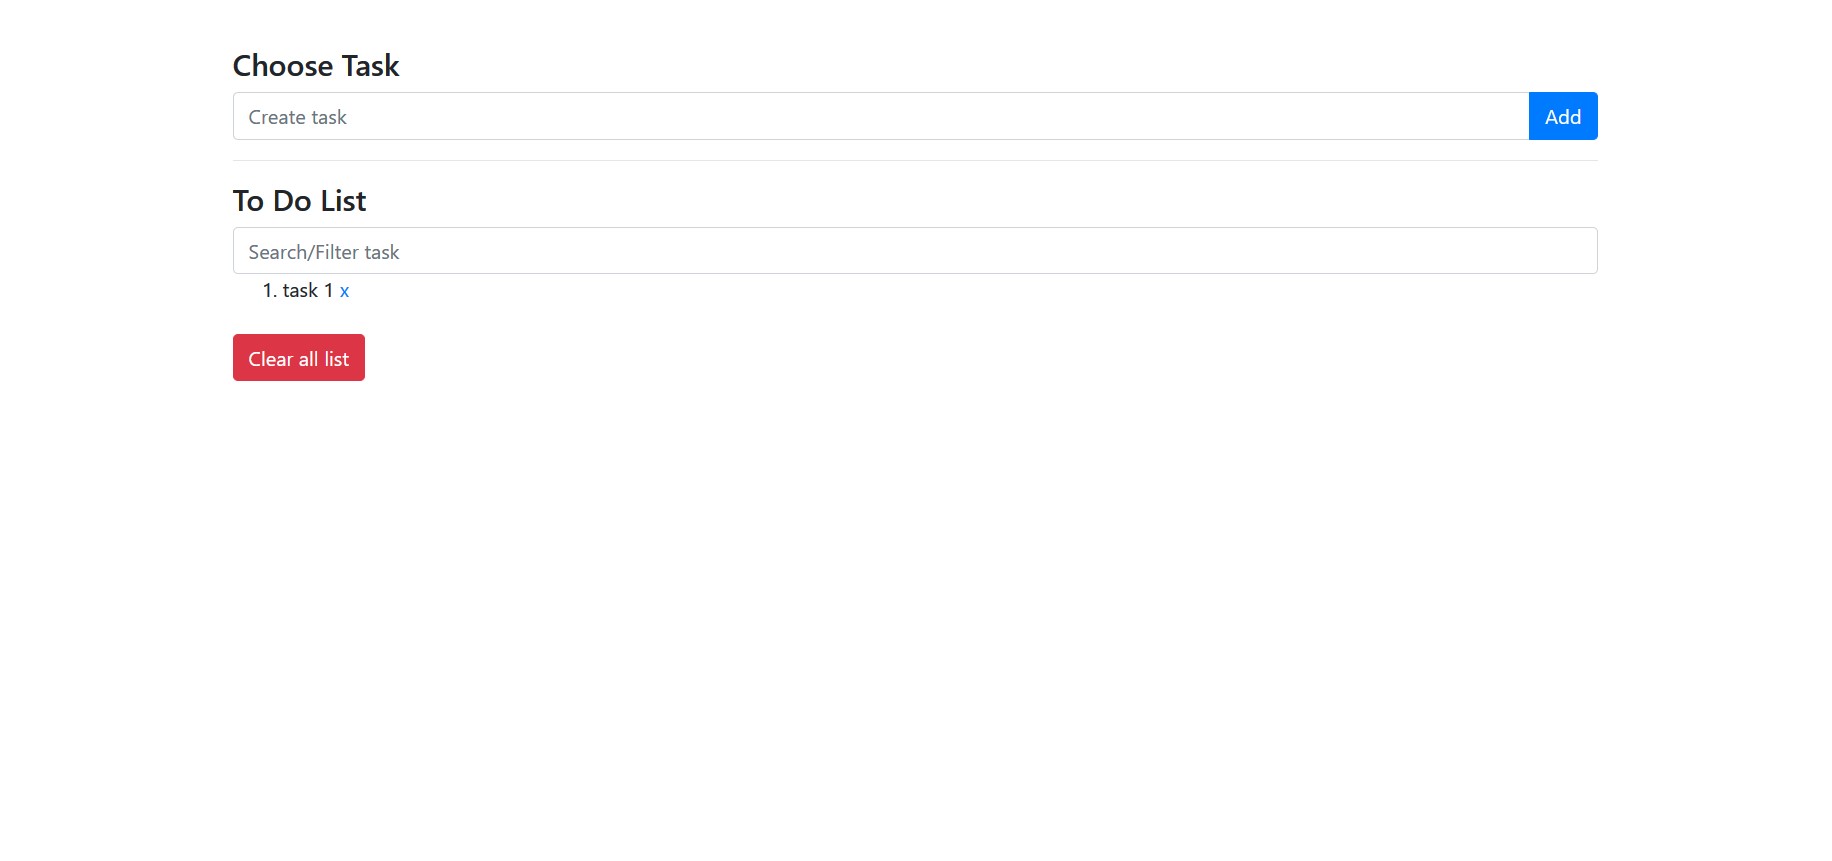 Choose Task
Create task Add
To Do List
Search/Filter task
1. task 1 x
Clear all list